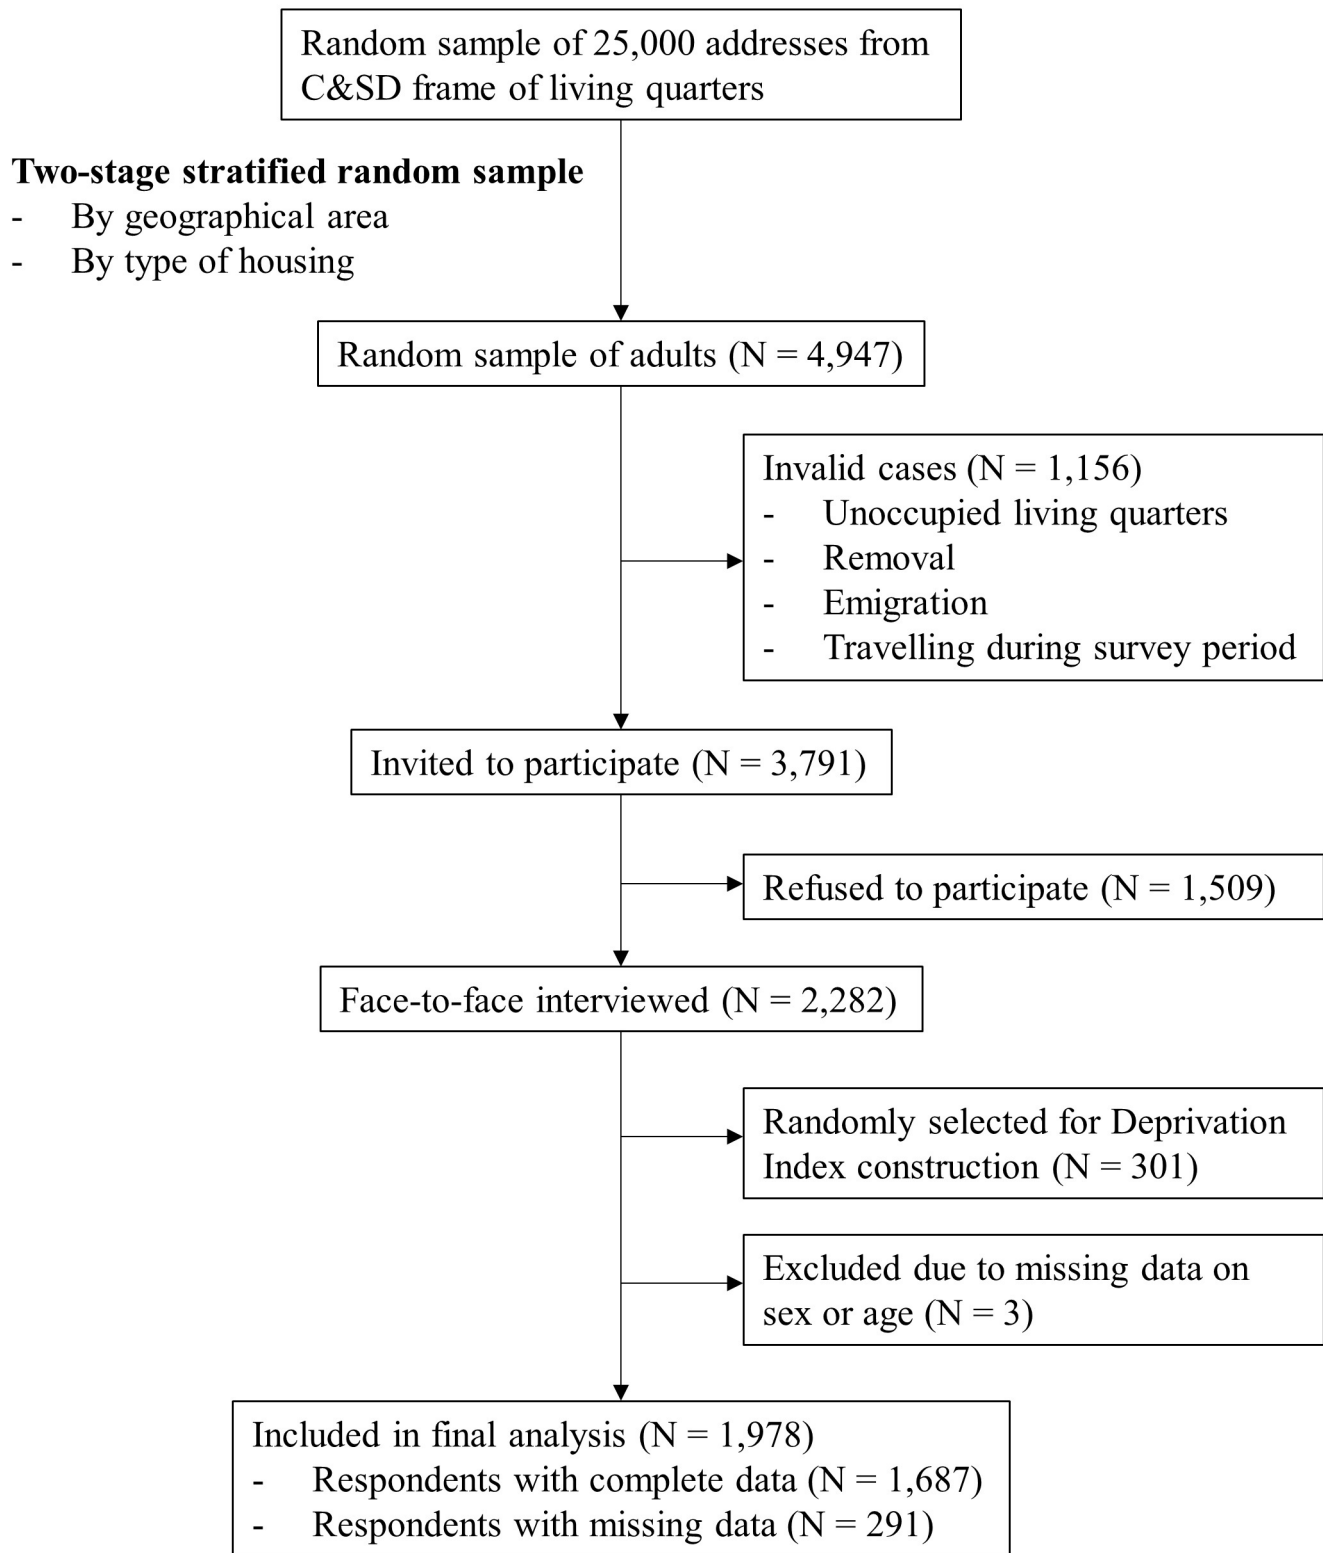 Random sample of 25,000 addresses from
C&SD frame of living quarters
Two-stage stratified random sample
- By geographical area
- By type of housing
Random sample of adults (N = 4,947)
Invalid cases (N = 1,156)
- Unoccupied living quarters
- Removal
- Emigration
- Travelling during survey period
Invited to participate (N = 3,791)
Refused to participate (N = 1,509)
Face-to-face interviewed (N = 2,282)
Randomly selected for Deprivation
Index construction (N = 301)
Excluded due to missing data on
sex or age (N = 3)
Included in final analysis (N = 1,978)
- Respondents with complete data (N = 1,687)
- Respondents with missing data (N = 291)